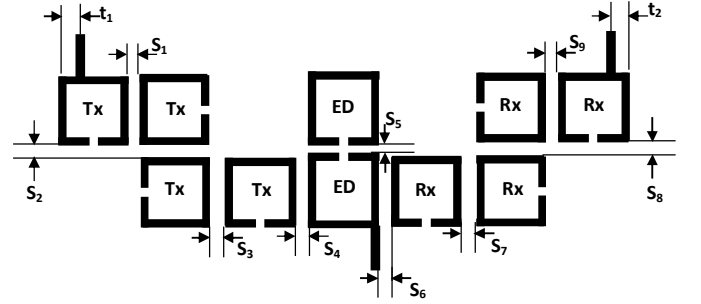 t1 t2
S1 S9
Tx Tx ED Rx Rx
S5
Tx Tx ED Rx Rx
S2 S8
S3 S4 S7
S6